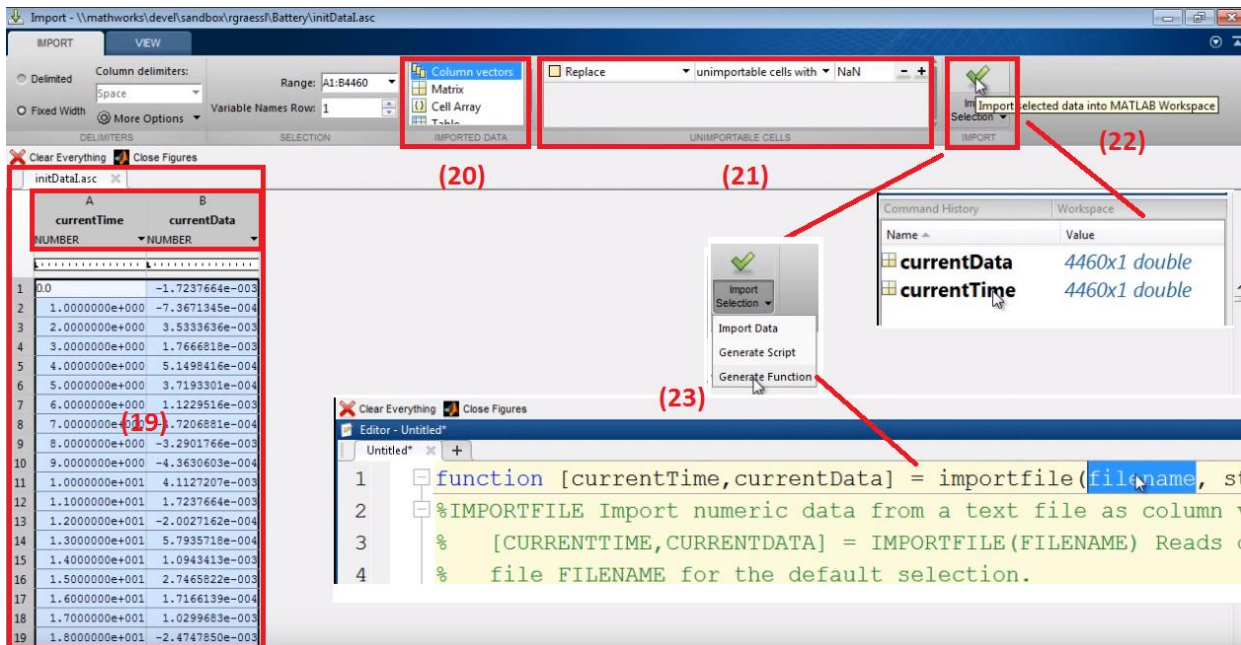 Import - \\mathworks\devel\sandbox\rgraessl\Battery\initDataI.asc
IMPORT VIEW
Delimited Column delimiters: Range: A1:B4460
Space
Fixed Width More Options Variable Names Row: 1
DELIMITERS SELECTION
Column vectors
Matrix
Cell Array
Table
IMPORTED DATA
Replace unimportable cells with NaN - +
UNIMPORTABLE CELLS
Import selected data into MATLAB Workspace
Selection
IMPORT
(20) (21) (22)
Clear Everything Close Figures
initDataI.asc
A B
currentTime currentData
NUMBER NUMBER
1 0.0 -1.7237664e-003
2 1.0000000e+000 -7.3671345e-004
3 2.0000000e+000 3.5333636e-003
4 3.0000000e+000 1.7666818e-003
5 4.0000000e+000 5.1498416e-004
6 5.0000000e+000 3.7193301e-004
7 6.0000000e+000 1.1229516e-003
8 7.0000000e+000 .7206881e-004
9 8.0000000e+000 -3.2901766e-003
10 9.0000000e+000 -4.3630603e-004
11 1.0000000e+001 4.1127207e-003
12 1.1000000e+001 1.7237664e-003
13 1.2000000e+001 -2.0027162e-004
14 1.3000000e+001 5.7935718e-004
15 1.4000000e+001 1.0943413e-003
16 1.5000000e+001 2.7465822e-003
17 1.6000000e+001 1.7166139e-004
18 1.7000000e+001 1.0299683e-003
19 1.8000000e+001 -2.4747850e-003
(19)
Command History Workspace
Name Value
currentData 4460x1 double
currentTime 4460x1 double
Import
Selection
Import Data
Generate Script
Generate Function
(23)
Clear Everything Close Figures
Editor - Untitled*
Untitled* +
1 function [currentTime,currentData] = importfile(filename, st
2 %IMPORTFILE Import numeric data from a text file as column v
3 % [CURRENTTIME,CURRENTDATA] = IMPORTFILE(FILENAME) Reads
4 % file FILENAME for the default selection.